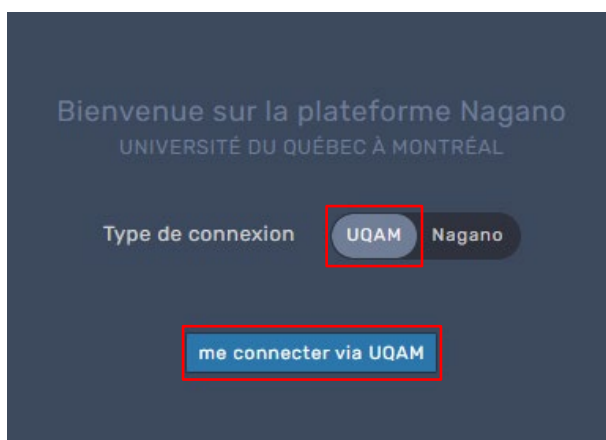 Bienvenue sur la plateforme Nagano
UNIVERSITÉ DU QUÉBEC À MONTRÉAL
Type de connexion UQAM Nagano
me connecter via UQAM